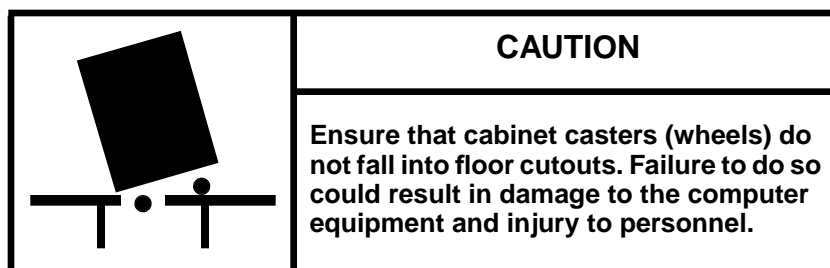 CAUTION
Ensure that cabinet casters (wheels) do
not fall into floor cutouts. Failure to do so
could result in damage to the computer
equipment and injury to personnel.